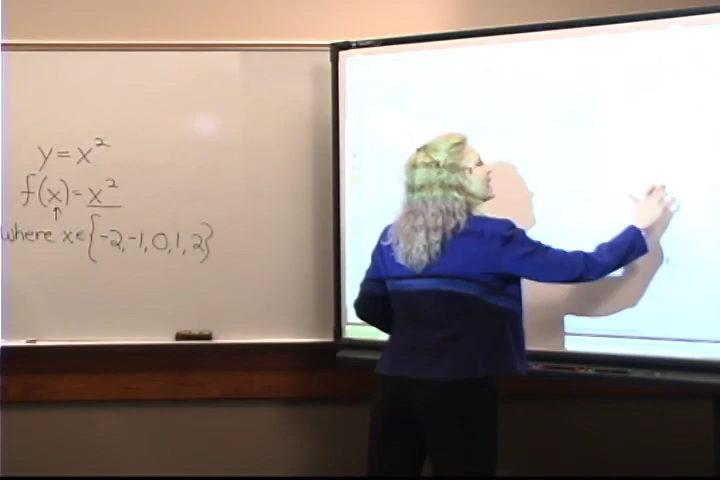 y = x²
f(x) = x²
↑
where x ∈ {-2, -1, 0, 1, 2}